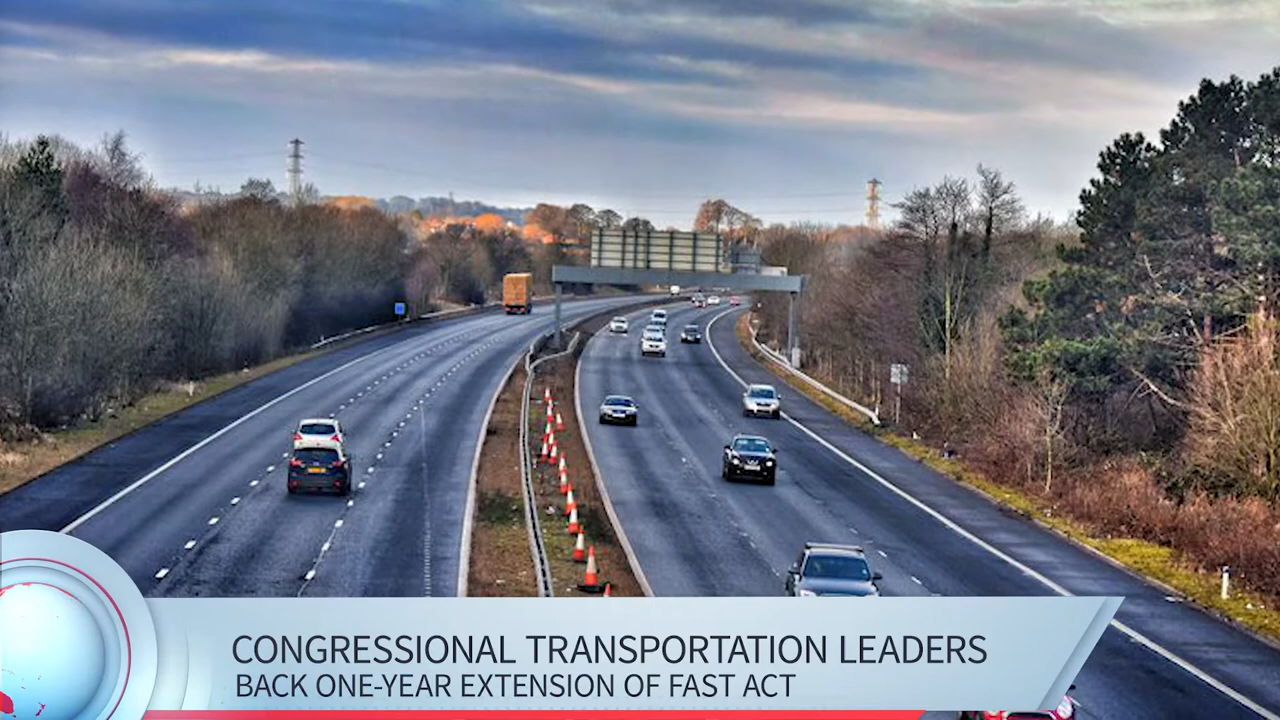 CONGRESSIONAL TRANSPORTATION LEADERS
BACK ONE-YEAR EXTENSION OF FAST ACT